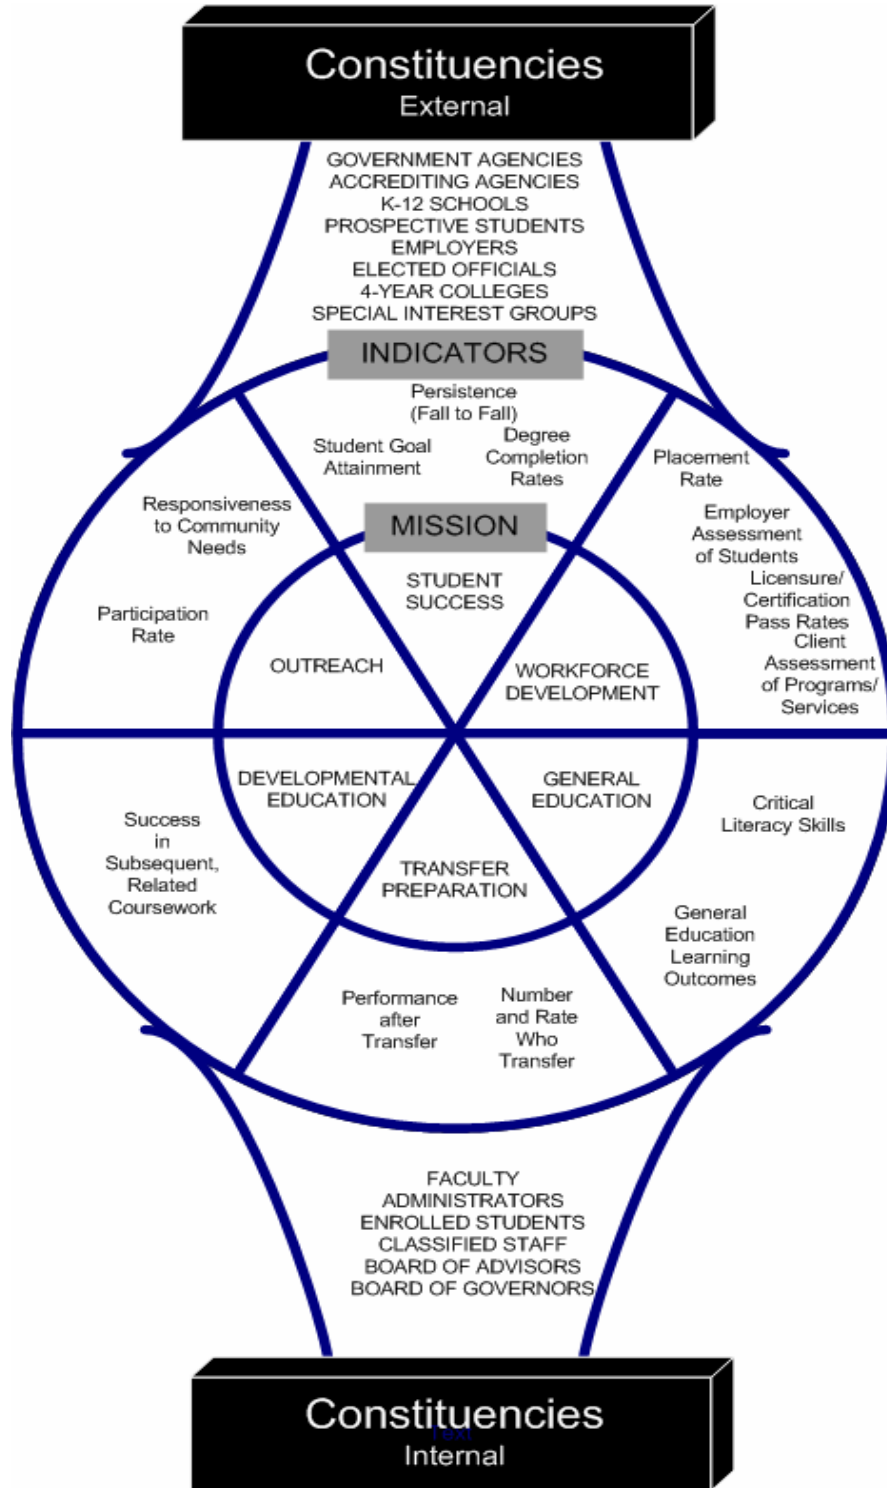 Constituencies
External
GOVERNMENT AGENCIES
ACCREDITING AGENCIES
K-12 SCHOOLS
PROSPECTIVE STUDENTS
EMPLOYERS
ELECTED OFFICIALS
4-YEAR COLLEGES
SPECIAL INTEREST GROUPS
INDICATORS
Persistence
(Fall to Fall)
Student Goal
Attainment
Degree
Completion
Rates
Placement
Rate
Employer
Assessment
of Students
Licensure/
Certification
Pass Rates
Client
Assessment
of Programs/
Services
Responsiveness
to Community
Needs
Participation
Rate
MISSION
STUDENT
SUCCESS
OUTREACH
WORKFORCE
DEVELOPMENT
DEVELOPMENTAL
EDUCATION
GENERAL
EDUCATION
TRANSFER
PREPARATION
Success
in
Subsequent,
Related
Coursework
Critical
Literacy Skills
General
Education
Learning
Outcomes
Performance
after
Transfer
Number
and Rate
Who
Transfer
FACULTY
ADMINISTRATORS
ENROLLED STUDENTS
CLASSIFIED STAFF
BOARD OF ADVISORS
BOARD OF GOVERNORS
Constituencies
Text
Internal